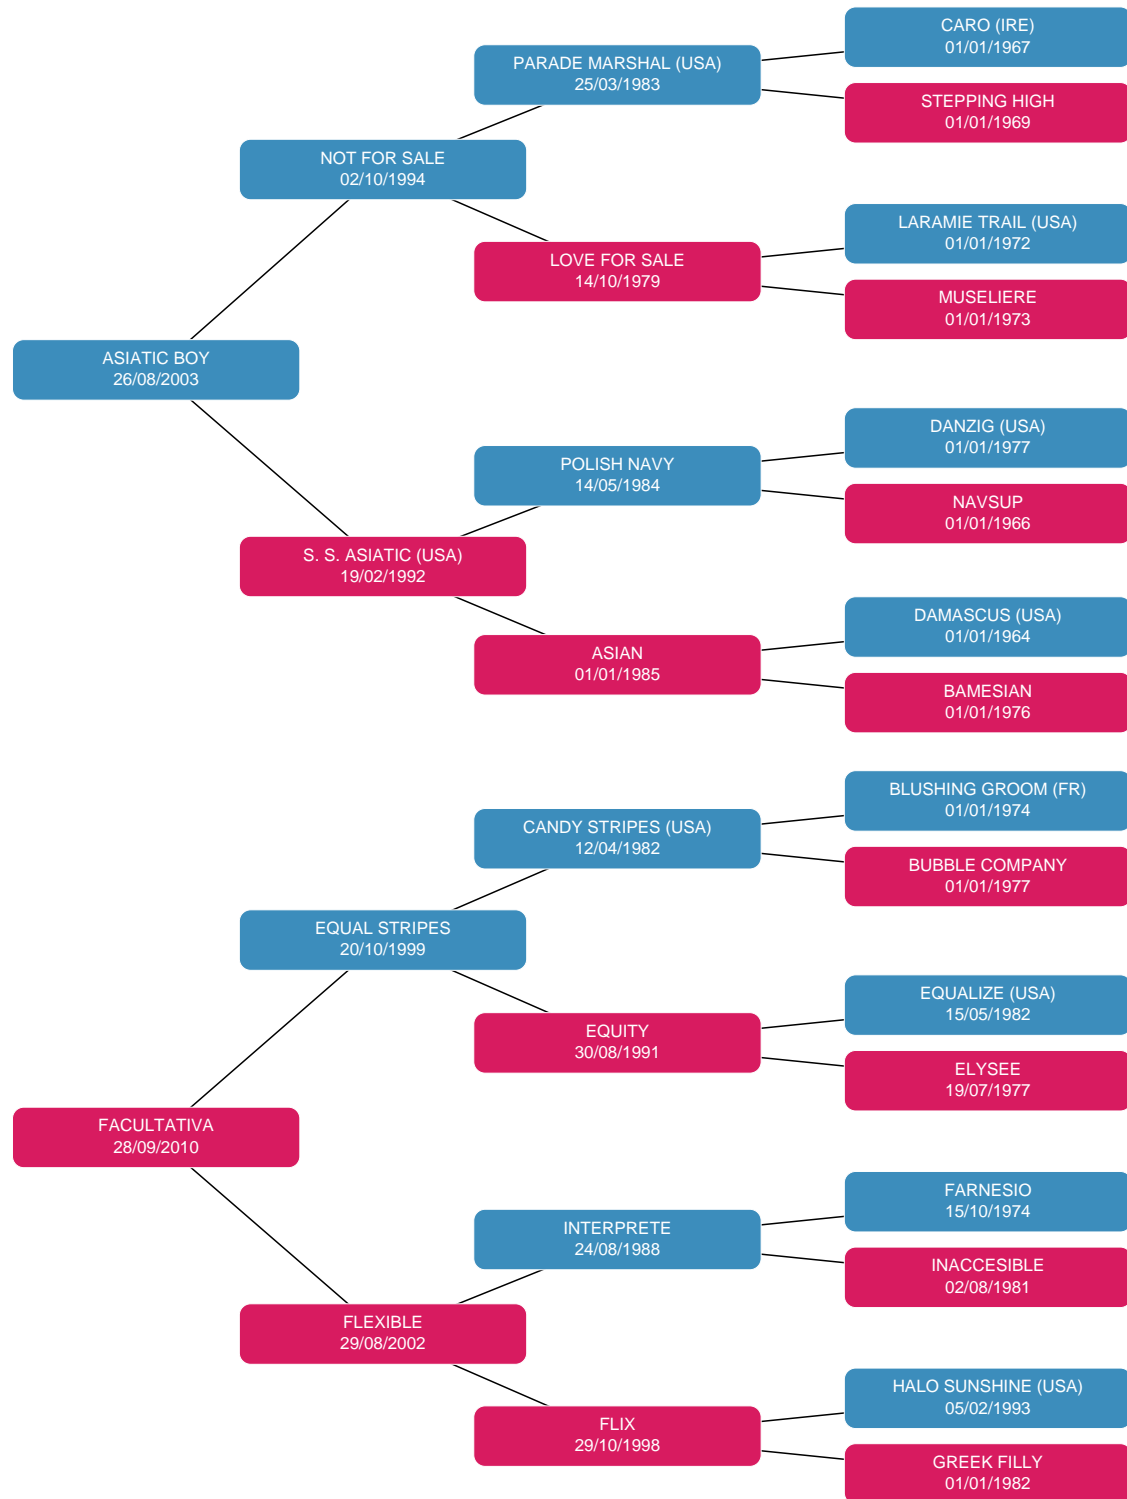 CARO (IRE)
01/01/1967
PARADE MARSHAL (USA)
25/03/1983
STEPPING HIGH
01/01/1969
NOT FOR SALE
02/10/1994
LARAMIE TRAIL (USA)
01/01/1972
LOVE FOR SALE
14/10/1979
MUSELIERE
01/01/1973
ASIATIC BOY
26/08/2003
DANZIG (USA)
01/01/1977
POLISH NAVY
14/05/1984
NAVSUP
01/01/1966
S. S. ASIATIC (USA)
19/02/1992
DAMASCUS (USA)
01/01/1964
ASIAN
01/01/1985
BAMESIAN
01/01/1976
BLUSHING GROOM (FR)
01/01/1974
CANDY STRIPES (USA)
12/04/1982
BUBBLE COMPANY
01/01/1977
EQUAL STRIPES
20/10/1999
EQUALIZE (USA)
15/05/1982
EQUITY
30/08/1991
ELYSEE
19/07/1977
FACULTATIVA
28/09/2010
FARNESIO
15/10/1974
INTERPRETE
24/08/1988
INACCESIBLE
02/08/1981
FLEXIBLE
29/08/2002
HALO SUNSHINE (USA)
05/02/1993
FLIX
29/10/1998
GREEK FILLY
01/01/1982